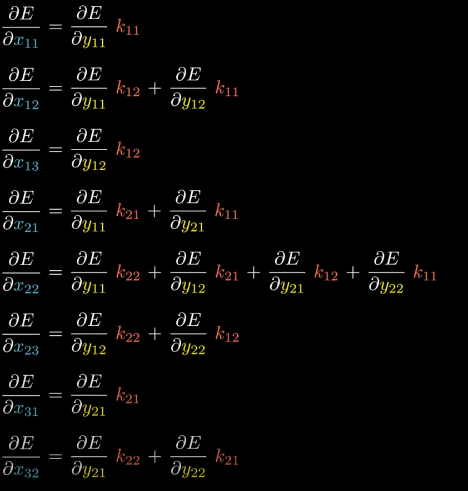 ∂E/∂x₁₁ = ∂E/∂y₁₁ k₁₁
∂E/∂x₁₂ = ∂E/∂y₁₁ k₁₂ + ∂E/∂y₁₂ k₁₁
∂E/∂x₁₃ = ∂E/∂y₁₂ k₁₂
∂E/∂x₂₁ = ∂E/∂y₁₁ k₂₁ + ∂E/∂y₂₁ k₁₁
∂E/∂x₂₂ = ∂E/∂y₁₁ k₂₂ + ∂E/∂y₁₂ k₂₁ + ∂E/∂y₂₁ k₁₂ + ∂E/∂y₂₂ k₁₁
∂E/∂x₂₃ = ∂E/∂y₁₂ k₂₂ + ∂E/∂y₂₂ k₁₂
∂E/∂x₃₁ = ∂E/∂y₂₁ k₂₁
∂E/∂x₃₂ = ∂E/∂y₂₁ k₂₂ + ∂E/∂y₂₂ k₂₁